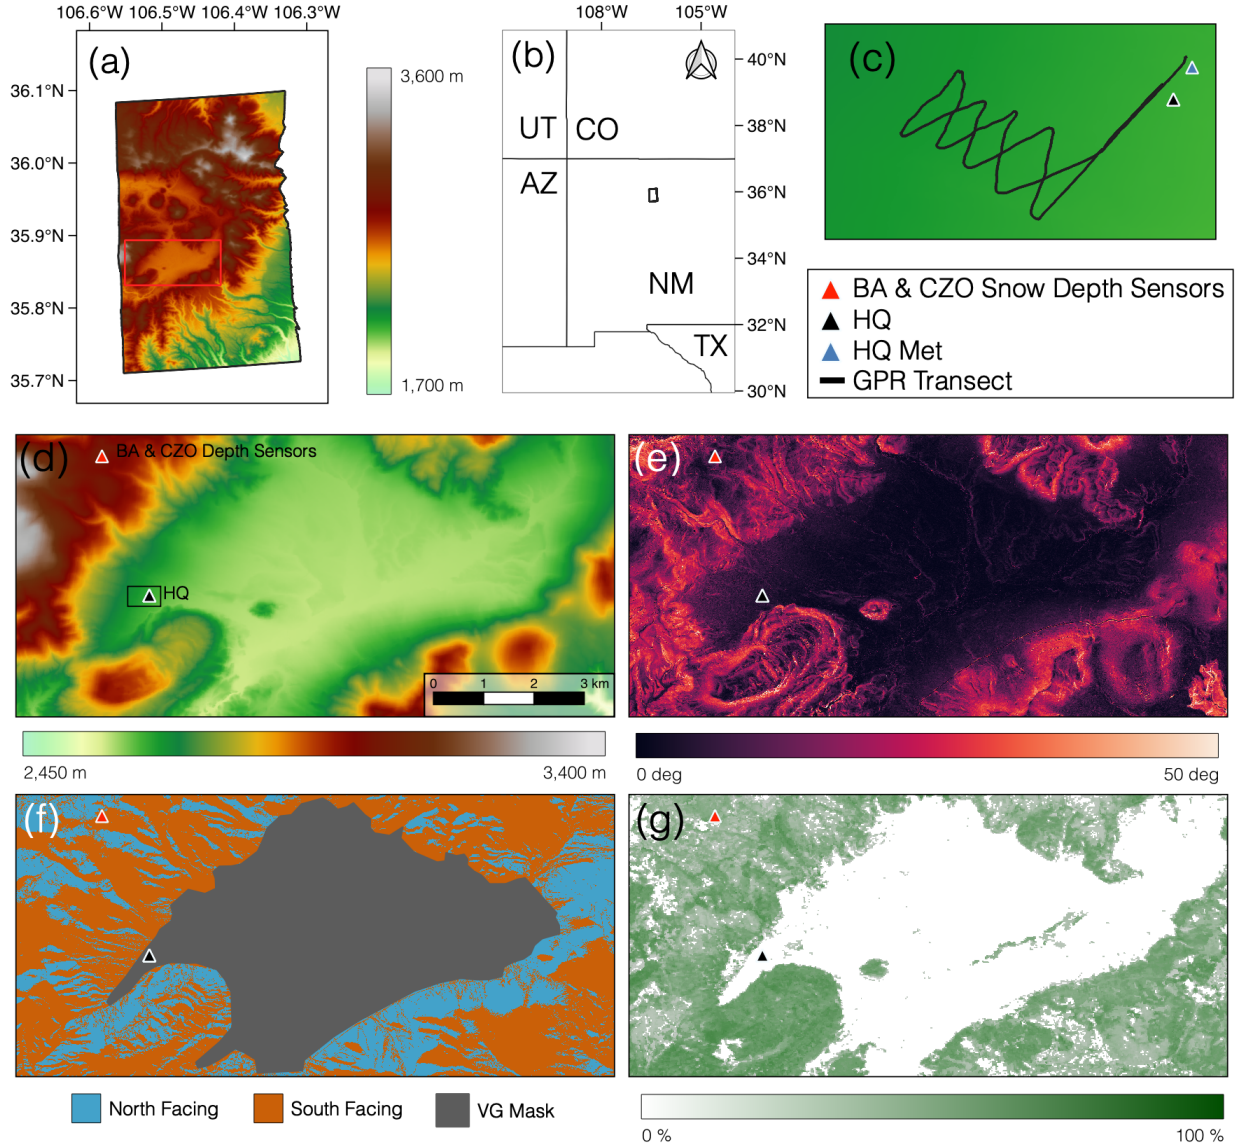 106.6°W 106.5°W 106.4°W 106.3°W
108°W 105°W
(a)
36.1°N
36.0°N
35.9°N
35.8°N
35.7°N
3,600 m
1,700 m
(b)
UT CO
AZ
NM
TX
40°N
38°N
36°N
34°N
32°N
30°N
(c)
BA & CZO Snow Depth Sensors
HQ
HQ Met
GPR Transect
(d)
BA & CZO Depth Sensors
HQ
0 1 2 3 km
2,450 m 3,400 m
(e)
0 deg 50 deg
(f)
North Facing South Facing VG Mask
(g)
0 % 100 %